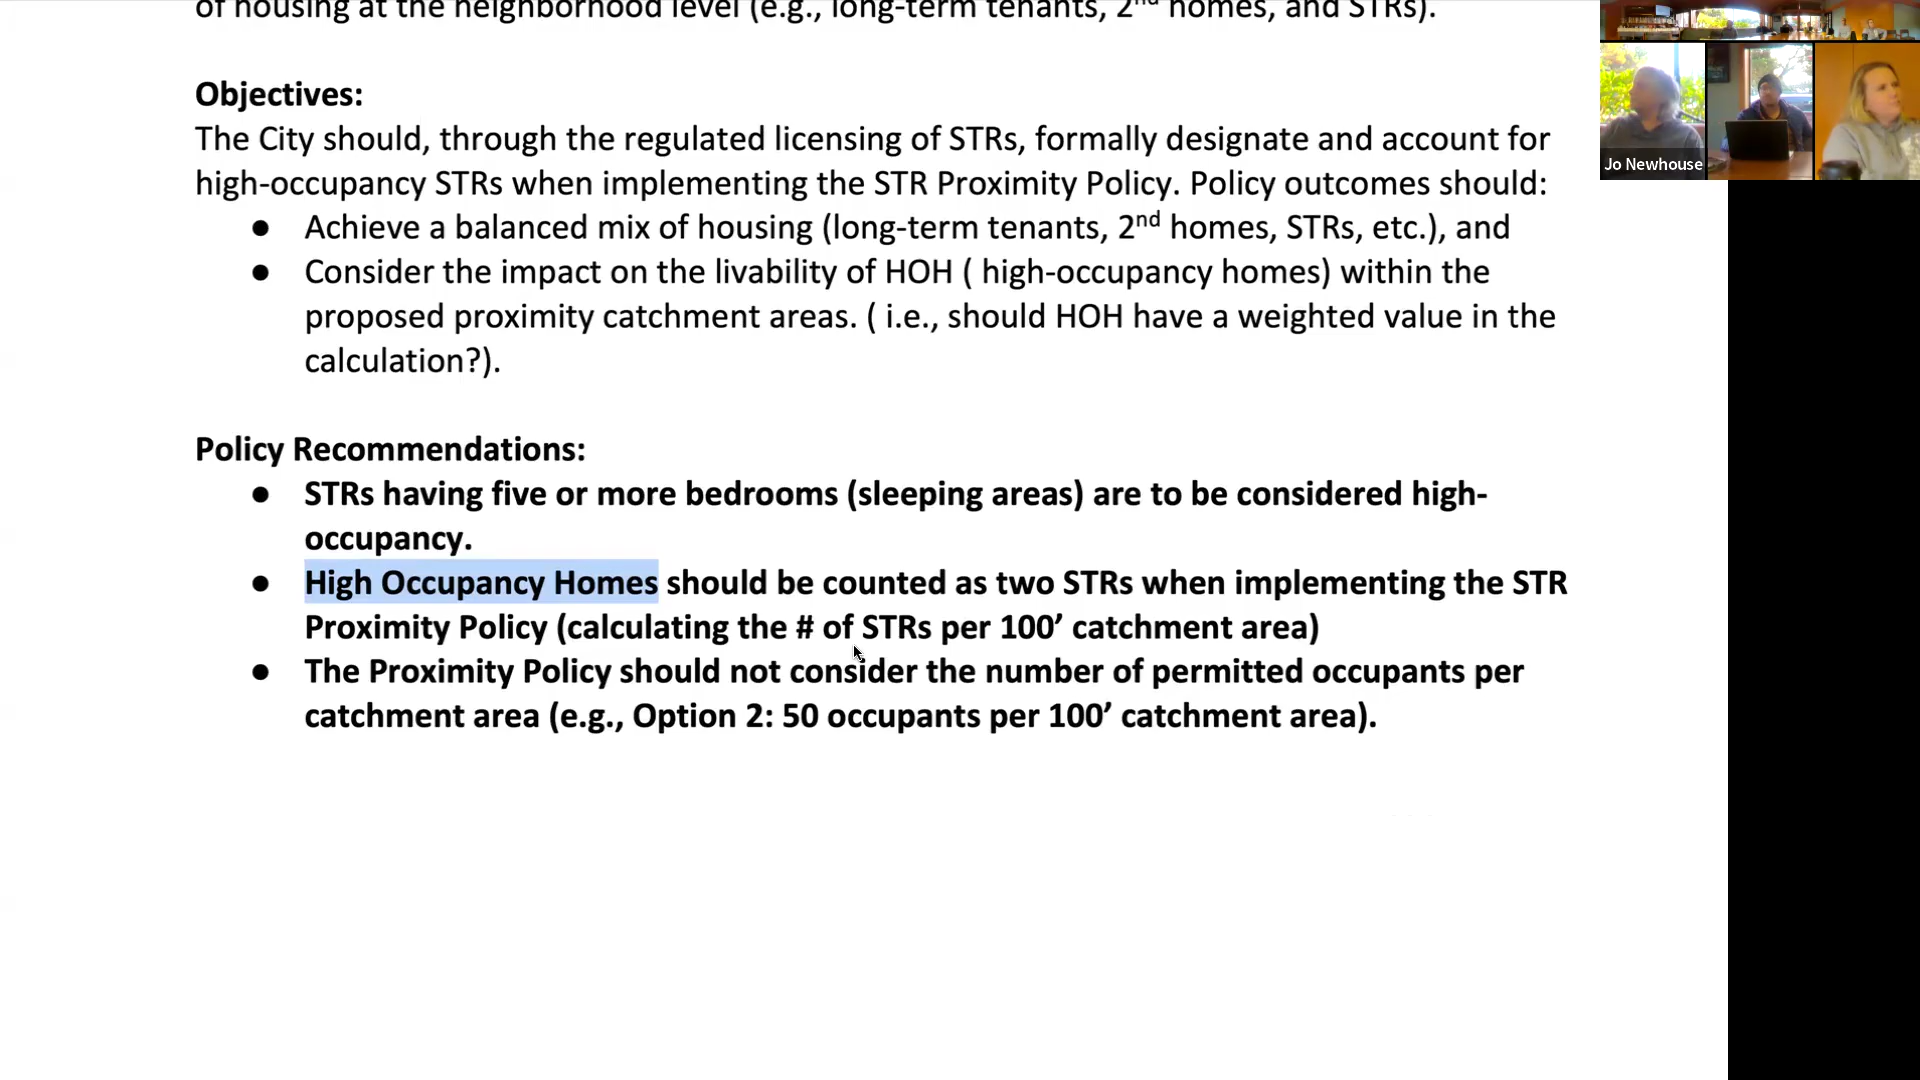 of housing at the neighborhood level (e.g., long-term tenants, 2nd homes, and STRs).
Objectives:
The City should, through the regulated licensing of STRs, formally designate and account for
high-occupancy STRs when implementing the STR Proximity Policy. Policy outcomes should:
● Achieve a balanced mix of housing (long-term tenants, 2nd homes, STRs, etc.), and
● Consider the impact on the livability of HOH ( high-occupancy homes) within the
proposed proximity catchment areas. ( i.e., should HOH have a weighted value in the
calculation?).
Policy Recommendations:
● STRs having five or more bedrooms (sleeping areas) are to be considered high-
occupancy.
● High Occupancy Homes should be counted as two STRs when implementing the STR
Proximity Policy (calculating the # of STRs per 100’ catchment area)
● The Proximity Policy should not consider the number of permitted occupants per
catchment area (e.g., Option 2: 50 occupants per 100’ catchment area).
Jo Newhouse